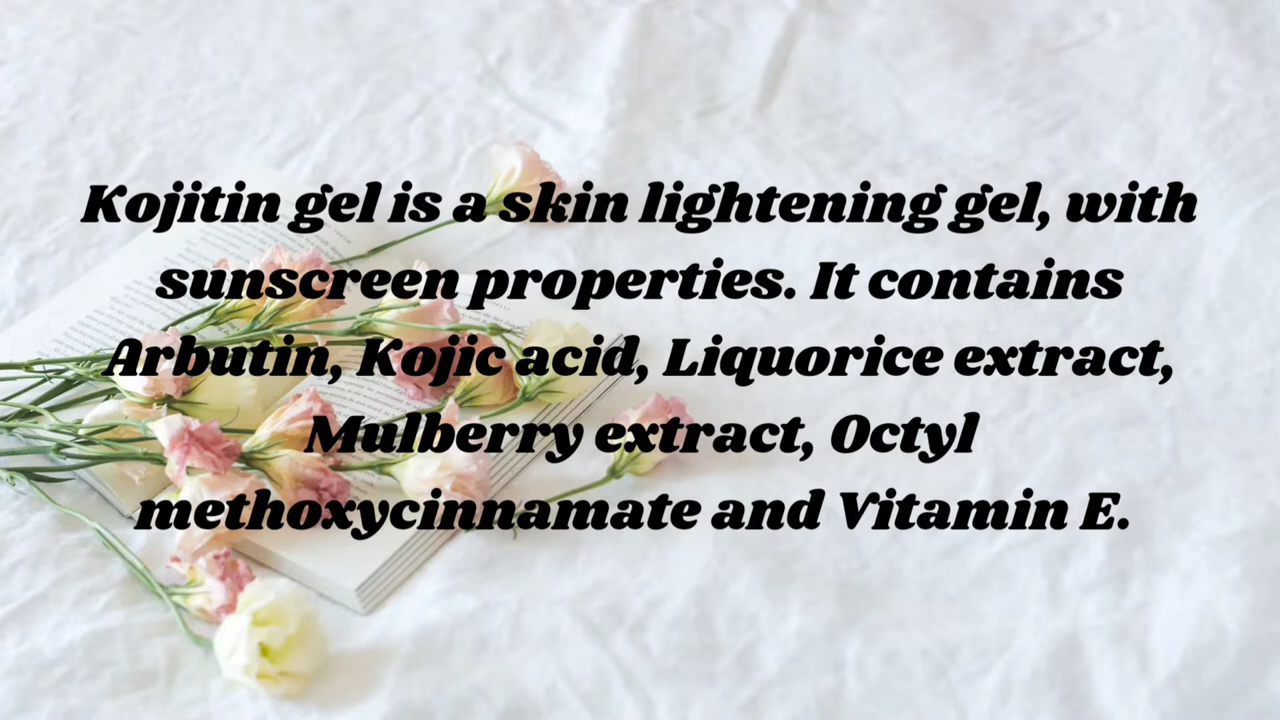 Kojitin gel is a skin lightening gel, with
sunscreen properties. It contains
Arbutin, Kojic acid, Liquorice extract,
Mulberry extract, Octyl
methoxycinnamate and Vitamin E.